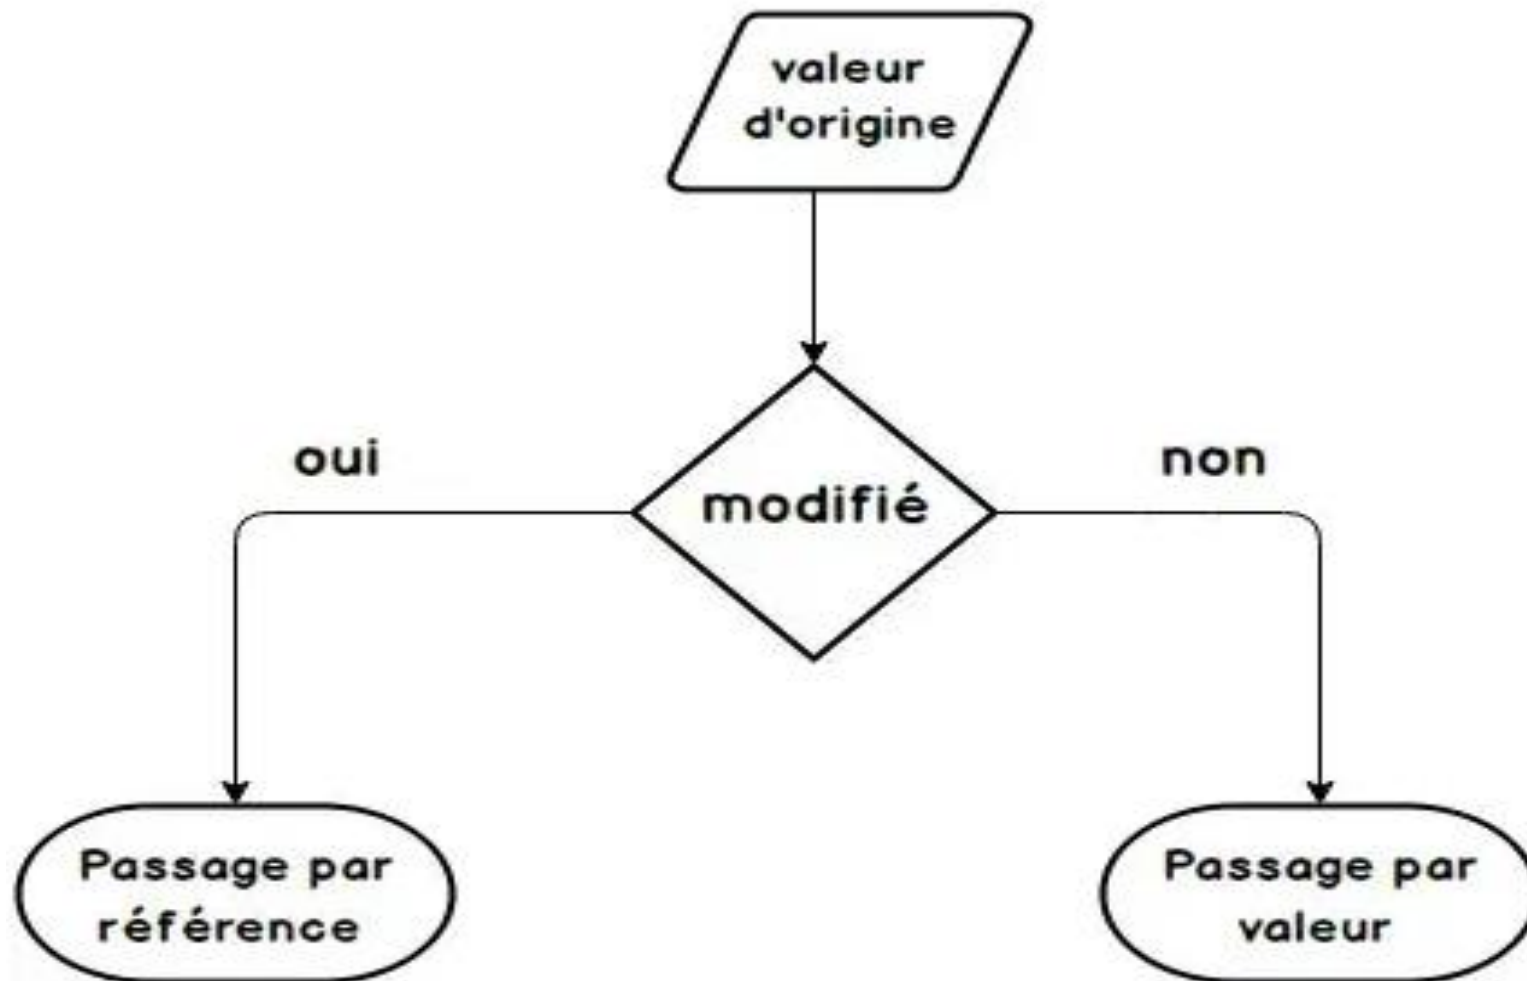 valeur
d'origine
oui
modifié
non
Passage par
référence
Passage par
valeur